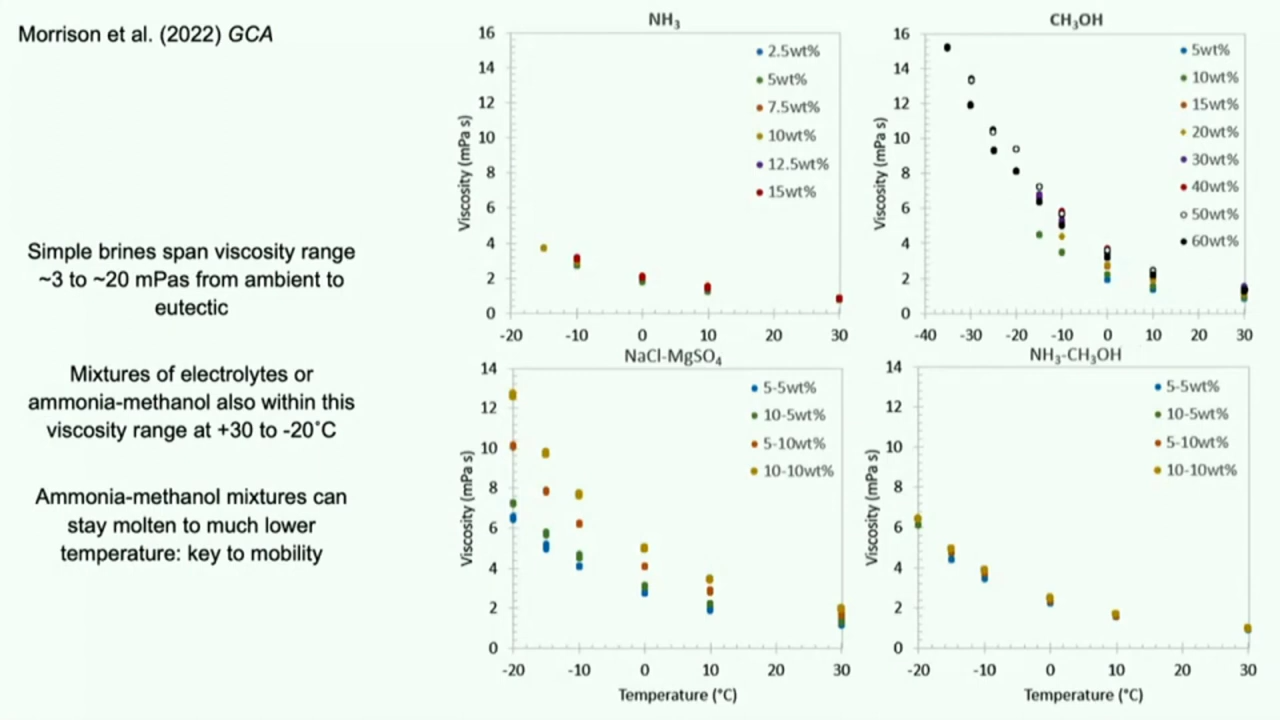 Morrison et al. (2022) GCA
Simple brines span viscosity range
~3 to ~20 mPas from ambient to
eutectic
Mixtures of electrolytes or
ammonia-methanol also within this
viscosity range at +30 to -20˚C
Ammonia-methanol mixtures can
stay molten to much lower
temperature: key to mobility
NH₃
Viscosity (mPa s)
16
14
12
10
8
6
4
2
0
-20
-10
0
10
20
30
2.5wt%
5wt%
7.5wt%
10wt%
12.5wt%
15wt%
CH₃OH
Viscosity (mPa s)
16
14
12
10
8
6
4
2
0
-40
-30
-20
-10
0
10
20
30
5wt%
10wt%
15wt%
20wt%
30wt%
40wt%
50wt%
60wt%
NaCl-MgSO₄
Viscosity (mPa s)
14
12
10
8
6
4
2
0
-20
-10
0
10
20
30
Temperature (°C)
5-5wt%
10-5wt%
5-10wt%
10-10wt%
NH₃-CH₃OH
Viscosity (mPa s)
14
12
10
8
6
4
2
0
-20
-10
0
10
20
30
Temperature (°C)
5-5wt%
10-5wt%
5-10wt%
10-10wt%